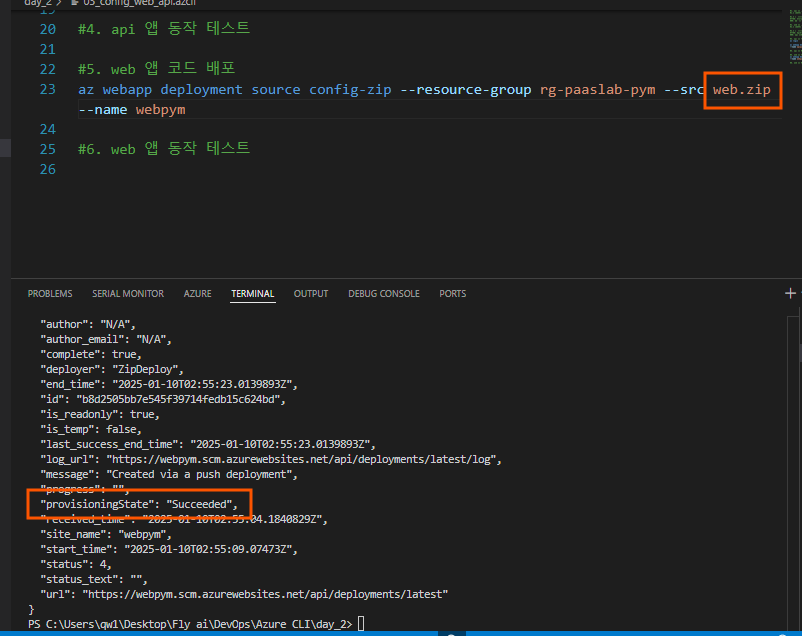 day_2 > 03_config_web_api.azcli
19
20 #4. api 앱 동작 테스트
21
22 #5. web 앱 코드 배포
23 az webapp deployment source config-zip --resource-group rg-paaslab-pym --src web.zip
--name webpym
24
25 #6. web 앱 동작 테스트
26
PROBLEMS SERIAL MONITOR AZURE TERMINAL OUTPUT DEBUG CONSOLE PORTS
"author": "N/A",
"author_email": "N/A",
"complete": true,
"deployer": "ZipDeploy",
"end_time": "2025-01-10T02:55:23.0139893Z",
"id": "b8d2505bb7e545f39714fedb15c624bd",
"is_readonly": true,
"is_temp": false,
"last_success_end_time": "2025-01-10T02:55:23.0139893Z",
"log_url": "https://webpym.scm.azurewebsites.net/api/deployments/latest/log",
"message": "Created via a push deployment",
"progress": "",
"provisioningState": "Succeeded",
"received_time": "2025-01-10T02:55:04.1840829Z",
"site_name": "webpym",
"start_time": "2025-01-10T02:55:09.07473Z",
"status": 4,
"status_text": "",
"url": "https://webpym.scm.azurewebsites.net/api/deployments/latest"
}
PS C:\Users\qw1\Desktop\Fly ai\DevOps\Azure CLI\day_2>